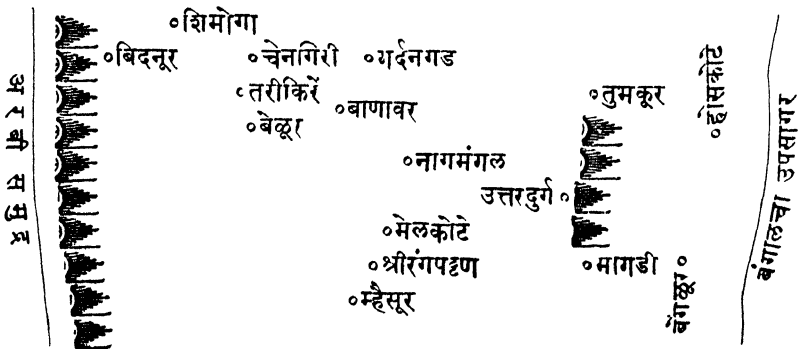 शिमोगा
बिदनूर
चेनगिरी
मर्दनगड
होसकोटे
तरीकिरें
बाणावर
तुमकूर
बेळूर
नागमंगल
उत्तरदुर्ग
मेलकोटे
श्रीरंगपट्टण
मागडी
बंगळूर
म्हैसूर
अरबी समुद्र
बंगालचा उपसागर